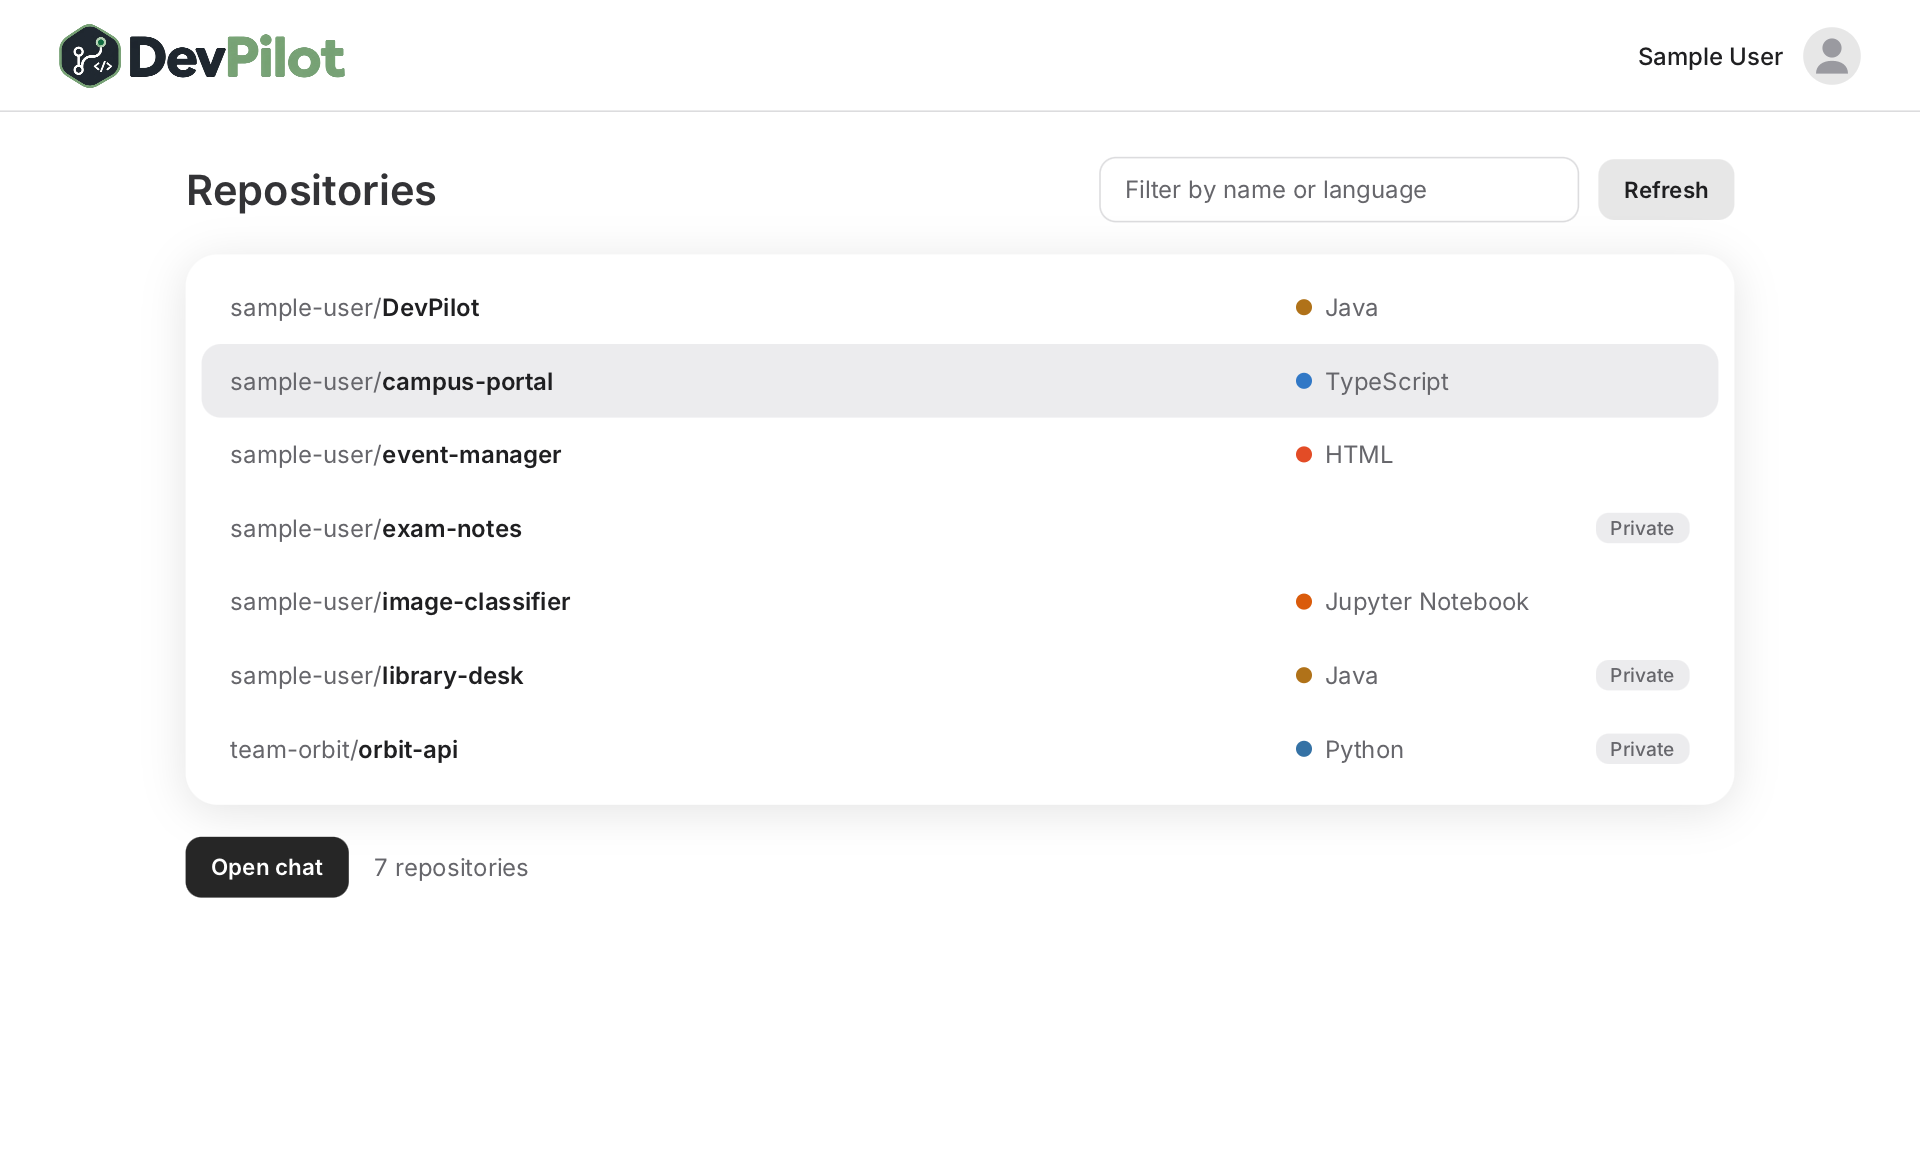 </> DevPilot
Sample User
Repositories
Filter by name or language
Refresh
sample-user/DevPilot Java
sample-user/campus-portal TypeScript
sample-user/event-manager HTML
sample-user/exam-notes Private
sample-user/image-classifier Jupyter Notebook
sample-user/library-desk Java Private
team-orbit/orbit-api Python Private
Open chat 7 repositories